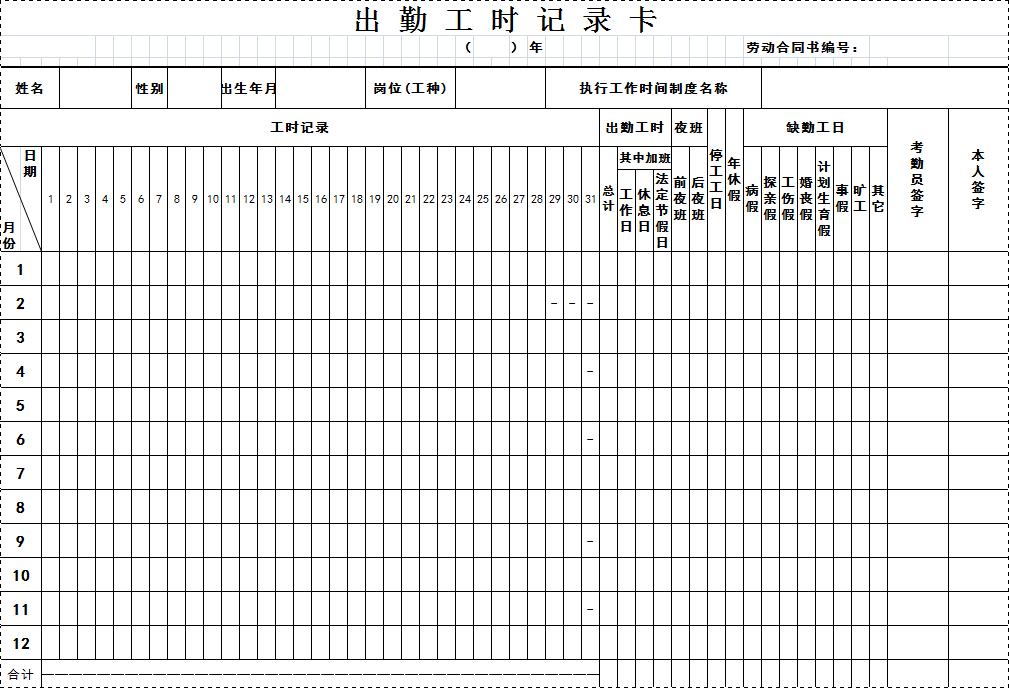 出勤工时记录卡
（ ）年 劳动合同书编号：
姓名 性别 出生年月 岗位(工种) 执行工作时间制度名称
工时记录 出勤工时 夜班 停工工日 年休假 缺勤工日 考勤员签字 本人签字
日期 月份 1 2 3 4 5 6 7 8 9 10 11 12 13 14 15 16 17 18 19 20 21 22 23 24 25 26 27 28 29 30 31 总计 其中加班 工作日 休息日 法定节假日 前夜班 后夜班 病假 探亲假 工伤假 婚丧假 计划生育假 事假 旷工 其它
1
2 － － －
3
4 －
5
6 －
7
8
9 －
10
11 －
12
合计 ───────────────────────────────